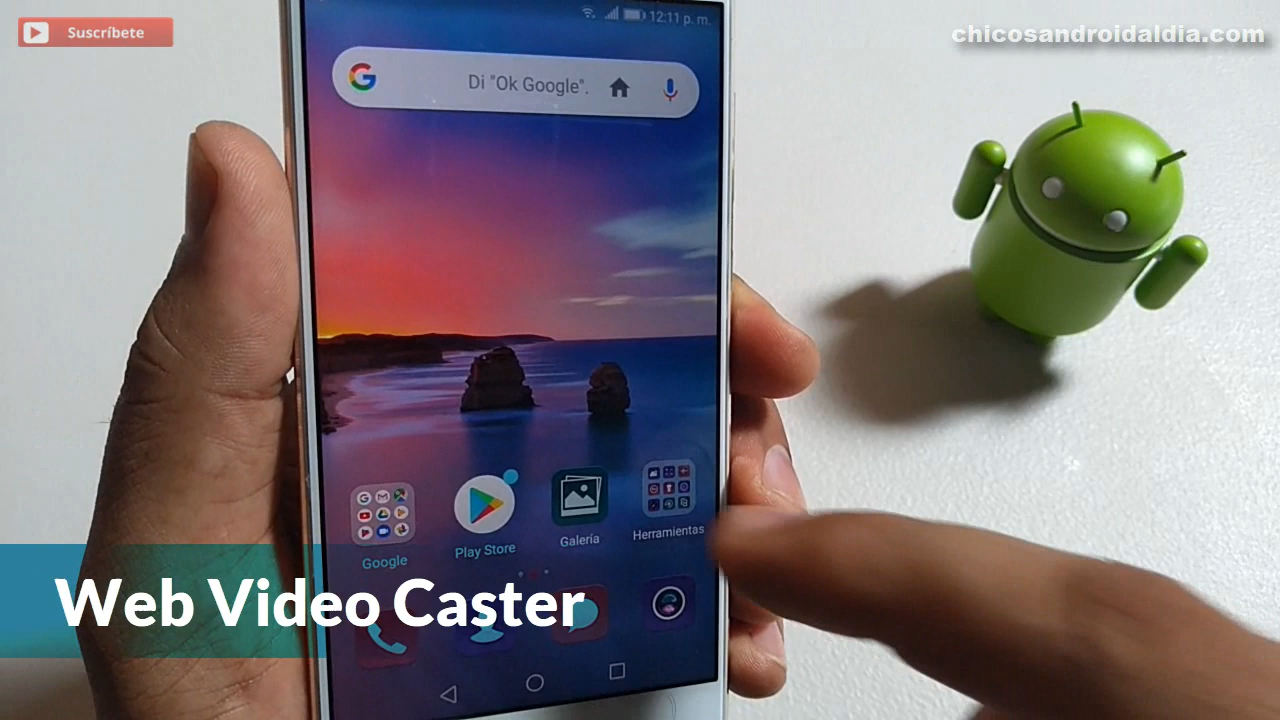 Suscríbete
chicosandroidaldia.com
12:11 p. m.
Di "Ok Google".
Google
Play Store
Galería
Herramientas
Web Video Caster